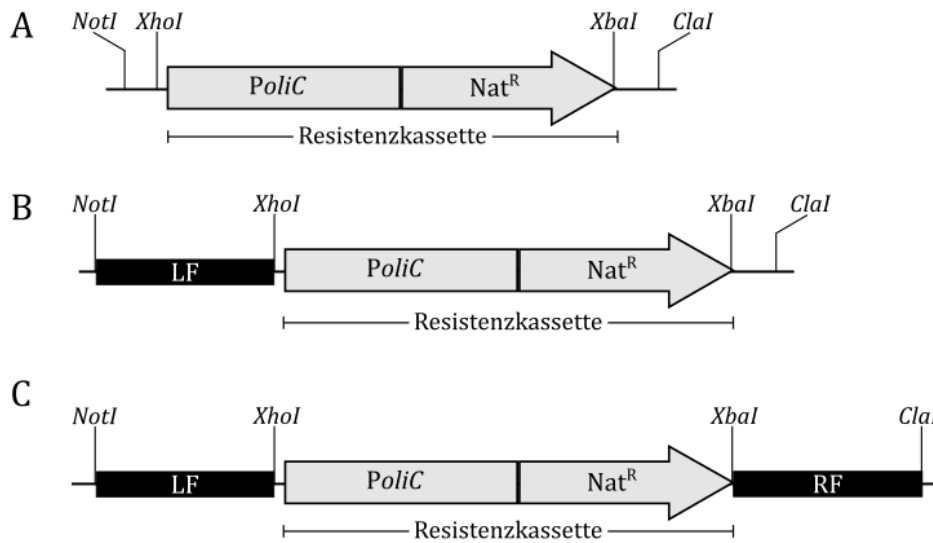 A
NotI XhoI XbaI ClaI
PoliC Nat^R
Resistenzkassette
B
NotI XhoI XbaI ClaI
LF PoliC Nat^R
Resistenzkassette
C
NotI XhoI XbaI ClaI
LF PoliC Nat^R RF
Resistenzkassette